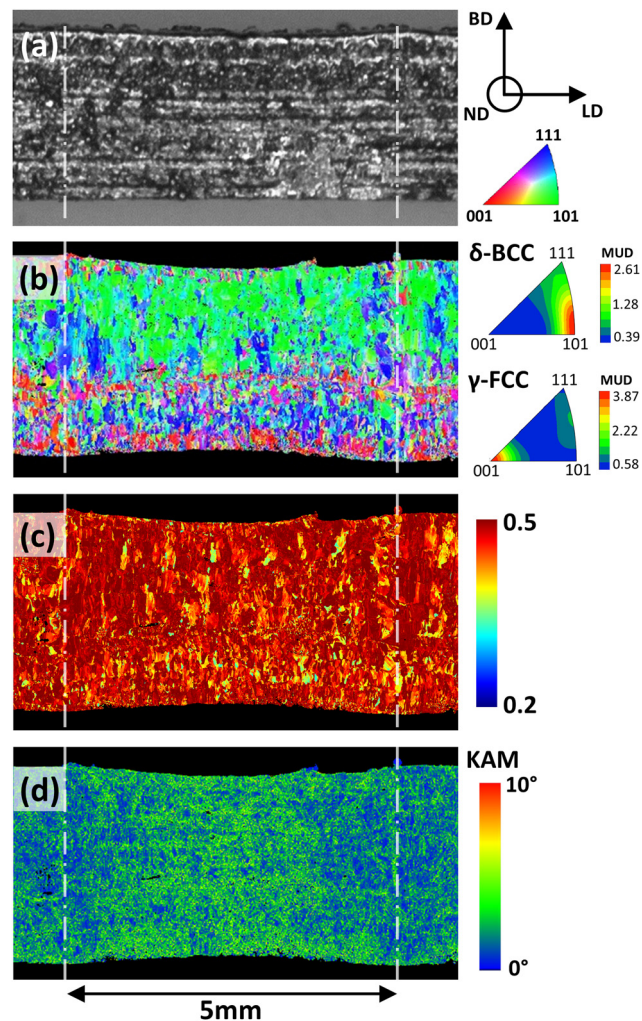 (a)
BD
ND
LD
111
001
101
(b)
δ-BCC
111
MUD
2.61
1.28
0.39
001
101
γ-FCC
111
MUD
3.87
2.22
0.58
001
101
(c)
0.5
0.2
(d)
KAM
10°
0°
5mm